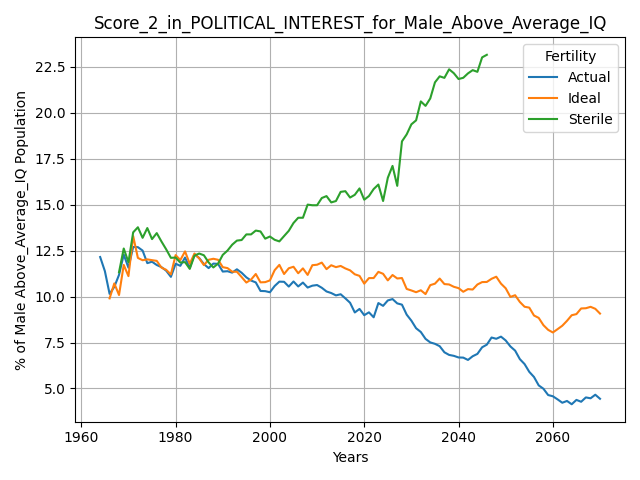 Score_2_in_POLITICAL_INTEREST_for_Male_Above_Average_IQ
% of Male Above_Average_IQ Population
22.5
20.0
17.5
15.0
12.5
10.0
7.5
5.0
Fertility
Actual
Ideal
Sterile
1960
1980
2000
2020
2040
2060
Years